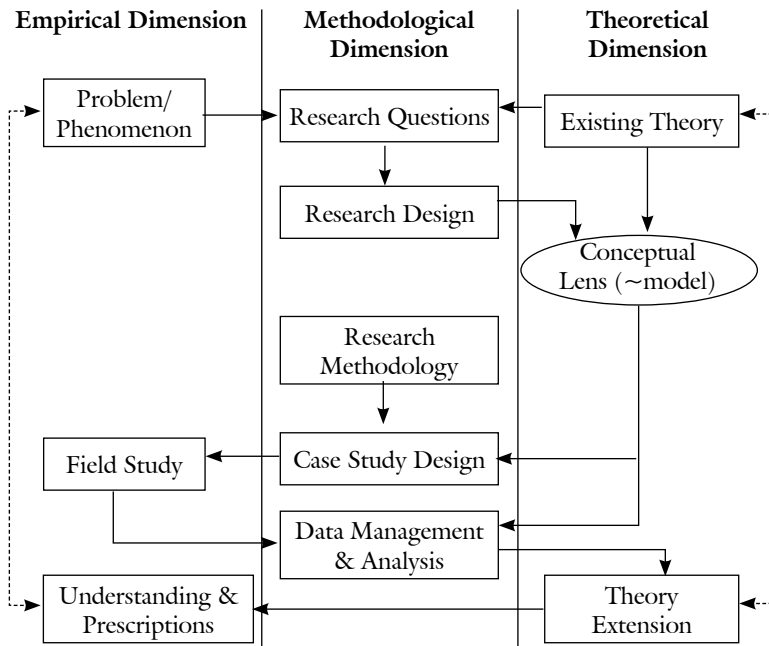 Empirical Dimension
Methodological
Dimension
Theoretical
Dimension
Problem/
Phenomenon
Research Questions
Existing Theory
Research Design
Conceptual
Lens (~model)
Research
Methodology
Field Study
Case Study Design
Data Management
& Analysis
Understanding &
Prescriptions
Theory
Extension